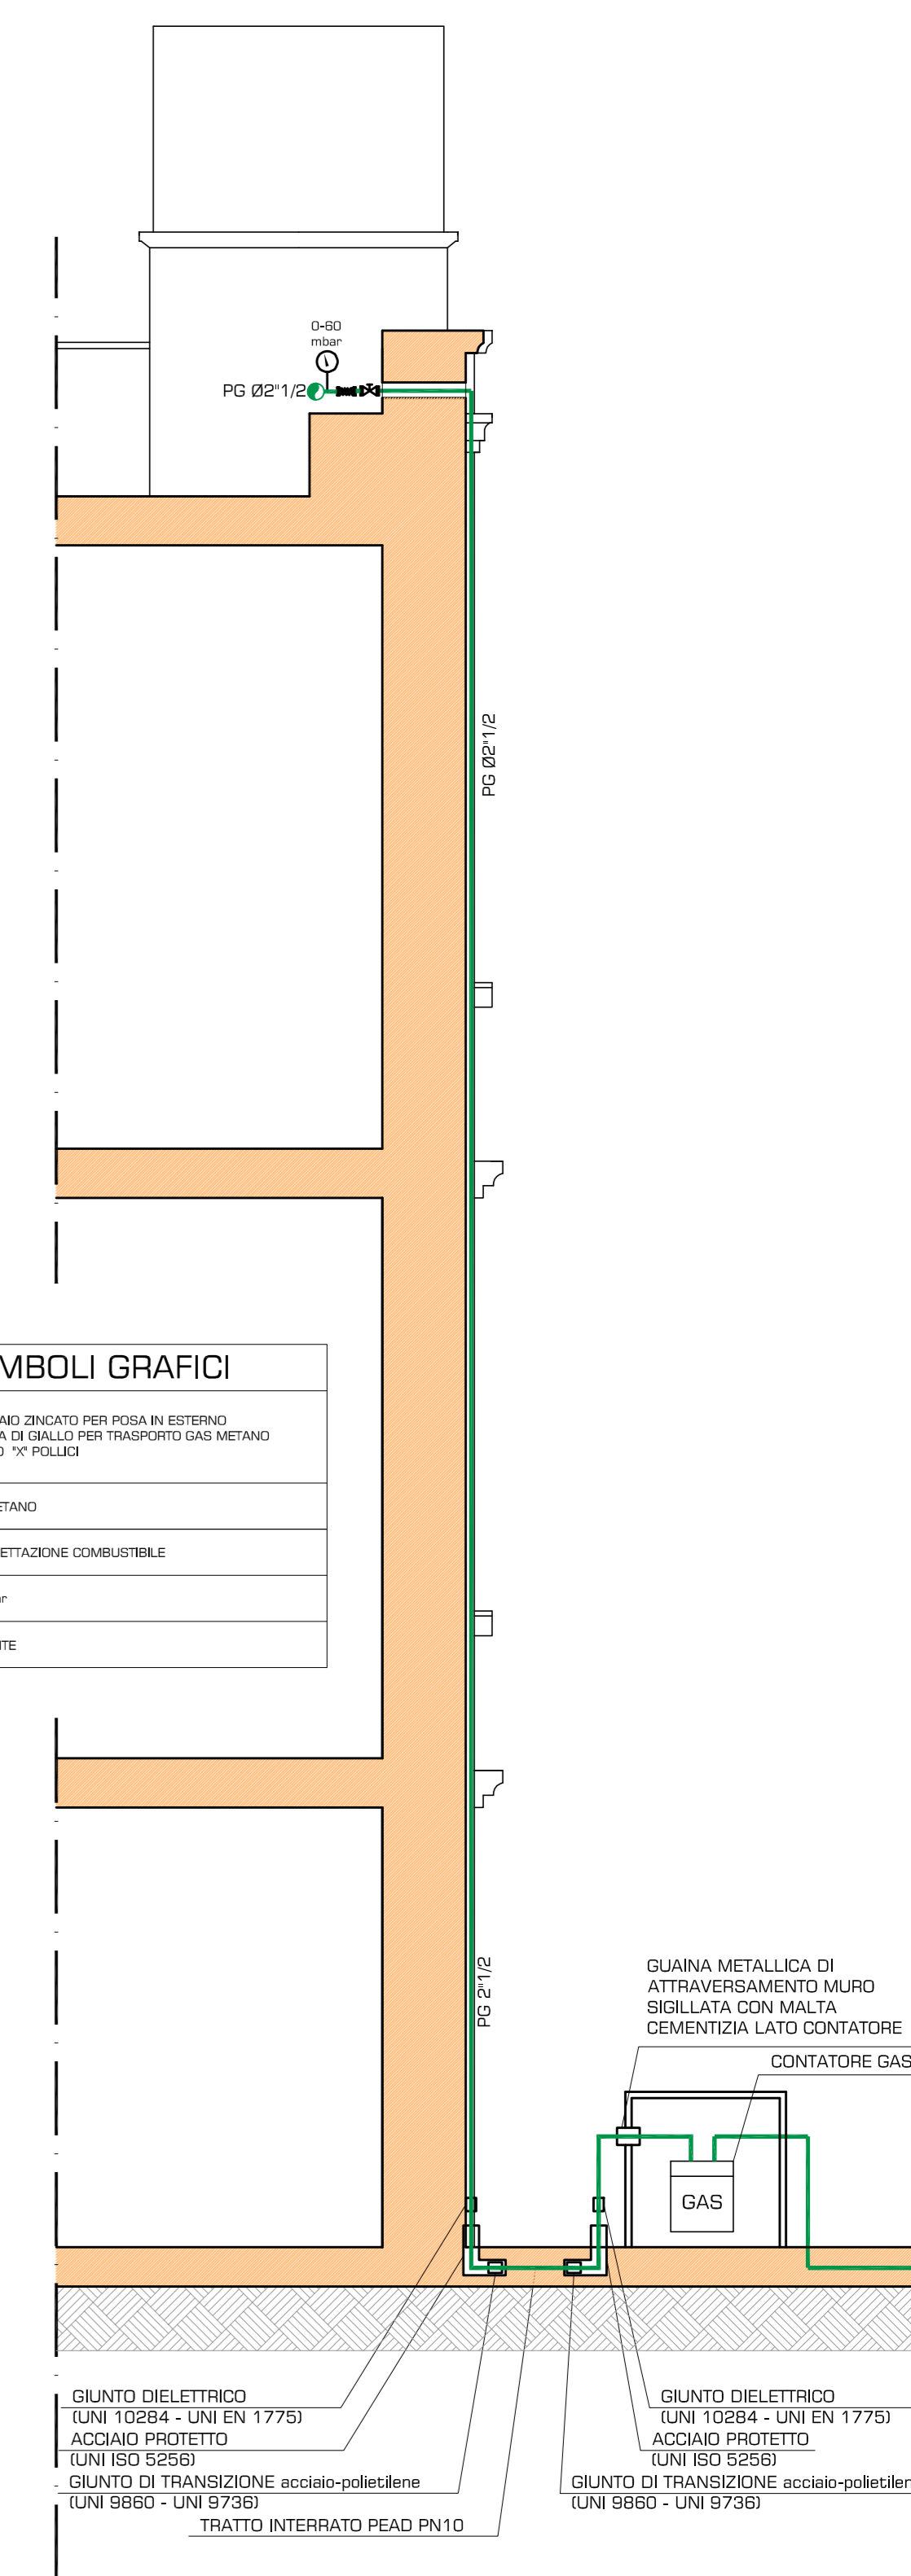 0-60
mbar
PG Ø2"1/2
PG Ø2"1/2
MBOLI GRAFICI
AIO ZINCATO PER POSA IN ESTERNO
A DI GIALLO PER TRASPORTO GAS METANO
O "X" POLLICI
ETANO
ETTAZIONE COMBUSTIBILE
ar
NTE
PG 2"1/2
GUAINA METALLICA DI
ATTRAVERSAMENTO MURO
SIGILLATA CON MALTA
CEMENTIZIA LATO CONTATORE
CONTATORE GAS
GAS
GIUNTO DIELETTRICO
(UNI 10284 - UNI EN 1775)
ACCIAIO PROTETTO
(UNI ISO 5256)
GIUNTO DI TRANSIZIONE acciaio-polietilene
(UNI 9860 - UNI 9736)
TRATTO INTERRATO PEAD PN10
GIUNTO DIELETTRICO
(UNI 10284 - UNI EN 1775)
ACCIAIO PROTETTO
(UNI ISO 5256)
GIUNTO DI TRANSIZIONE acciaio-polietilen
(UNI 9860 - UNI 9736)